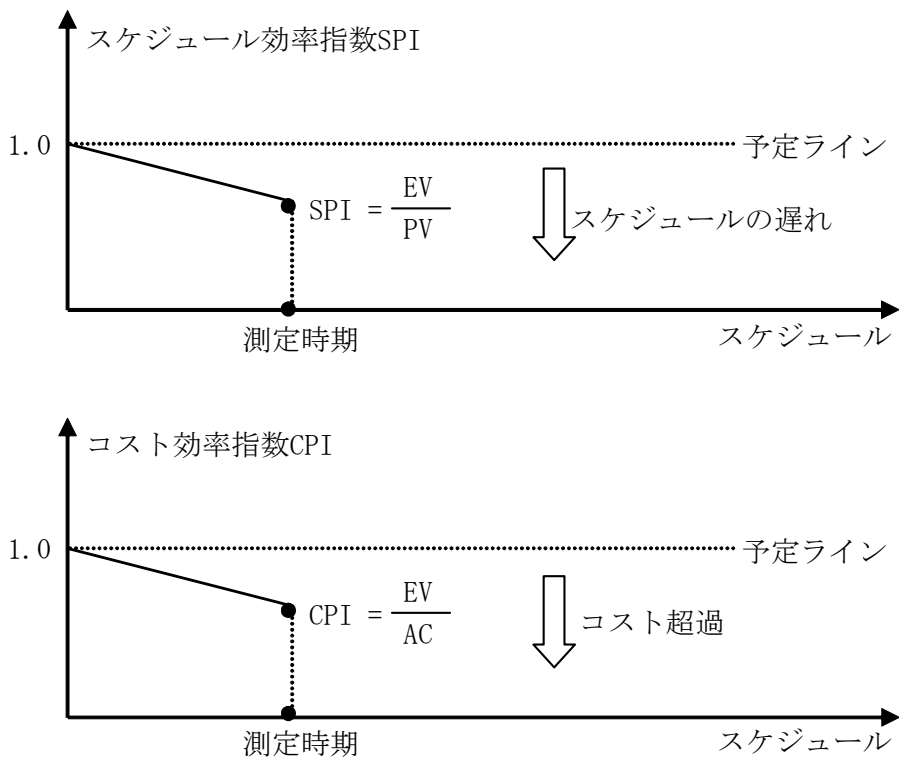 スケジュール効率指数SPI
1.0
予定ライン
SPI = EV/PV
スケジュールの遅れ
測定時期
スケジュール
コスト効率指数CPI
1.0
予定ライン
CPI = EV/AC
コスト超過
測定時期
スケジュール